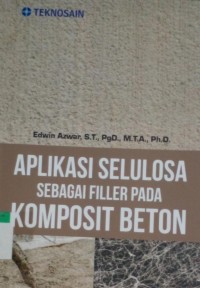 TEKNOSAIN
Edwin Azwar, S.T., PgD., M.T.A., Ph.D.
APLIKASI SELULOSA
SEBAGAI FILLER PADA
KOMPOSIT BETON